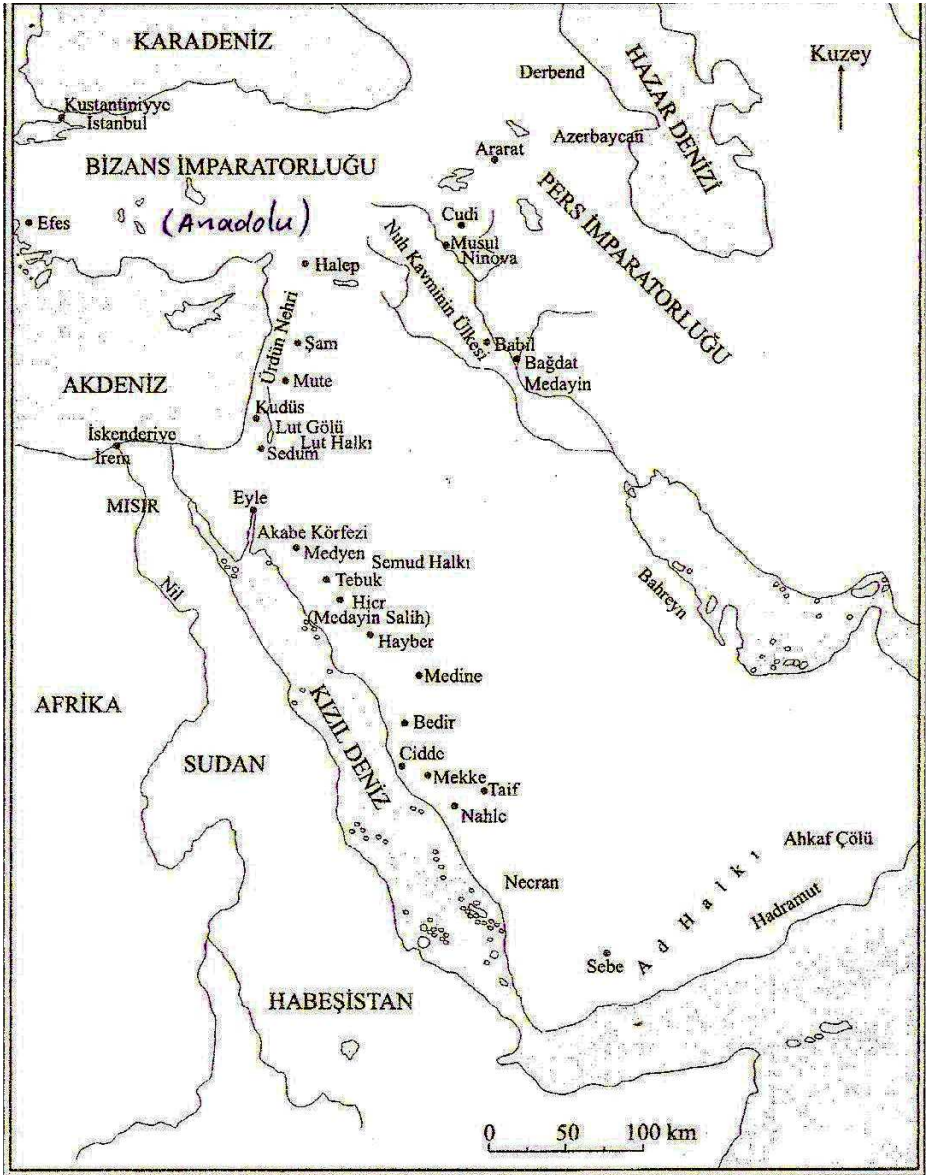 KARADENİZ
HAZAR DENİZİ
Kuzey
Derbend
Kustantiniyye
İstanbul
Azerbaycan
Ararat
BİZANS İMPARATORLUĞU
PERS İMPARATORLUĞU
Efes
(Anadolu)
Cudi
Musul
Ninova
Nuh Kavminin Ülkesi
Halep
Ürdün Nehri
Şam
Babil
Bağdat
Medayin
AKDENİZ
Mute
Kudüs
Lut Gölü
Lut Halkı
Sedum
İskenderiye
İrem
MISIR
Eyle
Akabe Körfezi
Medyen
Semud Halkı
Tebuk
Hicr
(Medayin Salih)
Hayber
Nil
Bahreyn
Medine
AFRİKA
KIZIL DENİZ
Bedir
SUDAN
Cidde
Mekke
Taif
Nahle
Ahkaf Çölü
Necran
Ad Halkı
Hadramut
Sebe
HABEŞİSTAN
0 50 100 km